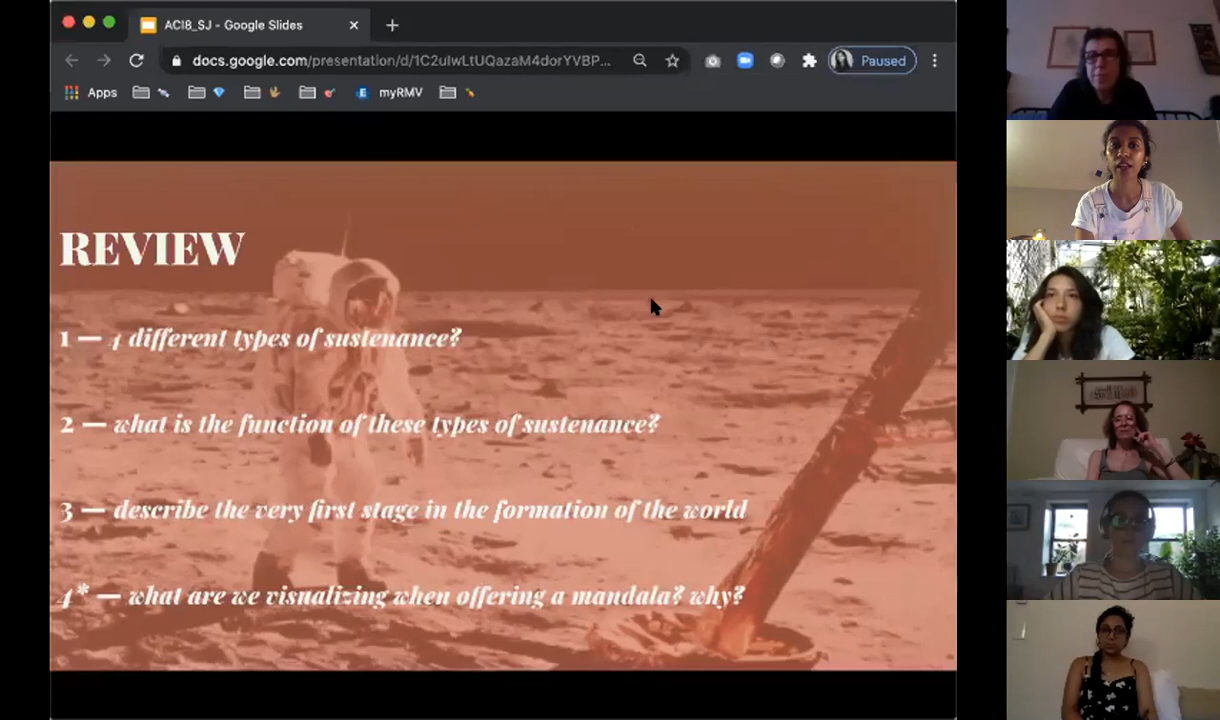 ACI8_SJ - Google Slides
docs.google.com/presentation/d/1C2uIwLtUQazaM4dorYVBP...
Paused
Apps
myRMV
REVIEW
1 — 4 different types of sustenance?
2 — what is the function of these types of sustenance?
3 — describe the very first stage in the formation of the world
4* — what are we visualizing when offering a mandala? why?